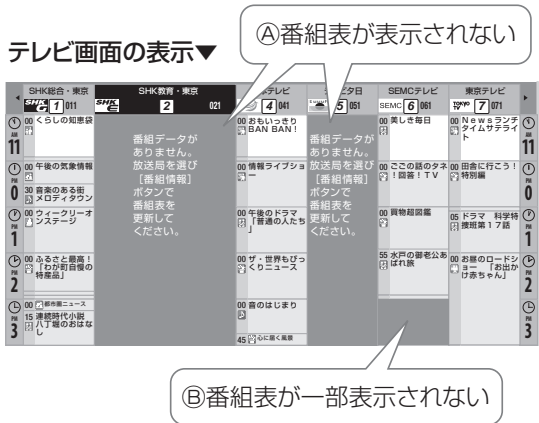 Ⓐ番組表が表示されない
テレビ画面の表示▼
SHK総合・東京
SHK G 1 011
SHK教育・東京
SHK E 2 021
テレビ
4 041
タ日
5 051
SEMCテレビ
SEMC 6 061
東京テレビ
7 071
AM 11
PM 0
PM 1
PM 2
PM 3
00 くらしの知恵袋
00 午後の気象情報
30 音楽のある街
メロディタウン
00 ウィークリーオ
ンステージ
00 ふるさと最高!
「わが町自慢の
特産品」
00 都市圏ニュース
15 連続時代小説
八丁堀のおはな
し
番組データが
ありません。
放送局を選び
[番組情報]
ボタンで
番組表を
更新して
ください。
00 おもいっきり
BAN BAN!
00 情報ライブショ
ー
00 午後のドラマ
「普通の人たち
」
00 ザ・世界もびっ
くりニュース
00 音のはじまり
45 心に届く風景
番組データが
ありません。
放送局を選び
[番組情報]
ボタンで
番組表を
更新して
ください。
00 美しき毎日
00 ごごの話のタネ
!回答!TV
00 買物超図鑑
55 水戸の御老公あ
ばれ旅
00 Newsランチ
タイムサテライ
ト
00 田舎に行こう!
特別編
05 ドラマ 科学特
捜班第17話
00 お昼のロードシ
ョー 「お出か
け赤ちゃん」
AM 11
PM 0
PM 1
PM 2
PM 3
Ⓑ番組表が一部表示されない